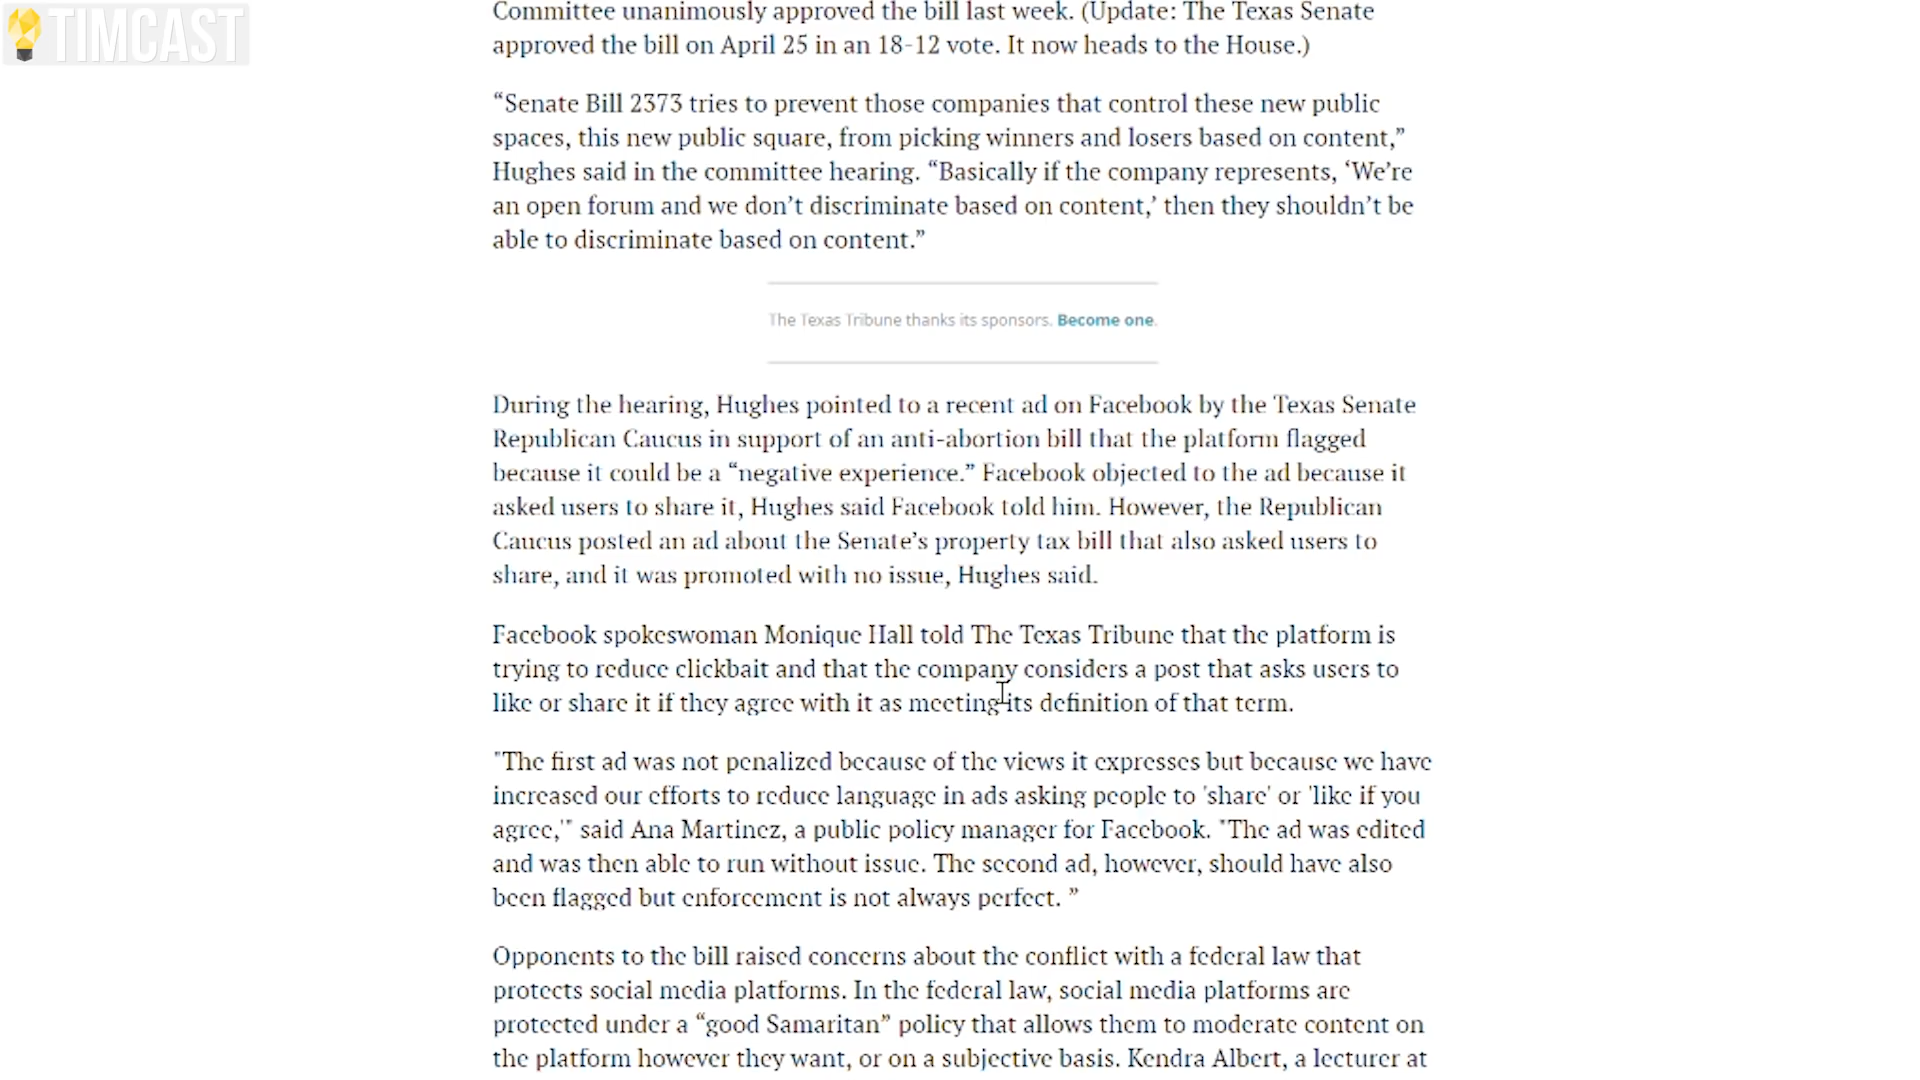 TIMCAST
Committee unanimously approved the bill last week. (Update: The Texas Senate
approved the bill on April 25 in an 18-12 vote. It now heads to the House.)
“Senate Bill 2373 tries to prevent those companies that control these new public
spaces, this new public square, from picking winners and losers based on content,”
Hughes said in the committee hearing. “Basically if the company represents, ‘We’re
an open forum and we don’t discriminate based on content,’ then they shouldn’t be
able to discriminate based on content.”
The Texas Tribune thanks its sponsors. Become one.
During the hearing, Hughes pointed to a recent ad on Facebook by the Texas Senate
Republican Caucus in support of an anti-abortion bill that the platform flagged
because it could be a “negative experience.” Facebook objected to the ad because it
asked users to share it, Hughes said Facebook told him. However, the Republican
Caucus posted an ad about the Senate’s property tax bill that also asked users to
share, and it was promoted with no issue, Hughes said.
Facebook spokeswoman Monique Hall told The Texas Tribune that the platform is
trying to reduce clickbait and that the company considers a post that asks users to
like or share it if they agree with it as meeting its definition of that term.
"The first ad was not penalized because of the views it expresses but because we have
increased our efforts to reduce language in ads asking people to 'share' or 'like if you
agree,'" said Ana Martinez, a public policy manager for Facebook. "The ad was edited
and was then able to run without issue. The second ad, however, should have also
been flagged but enforcement is not always perfect. ”
Opponents to the bill raised concerns about the conflict with a federal law that
protects social media platforms. In the federal law, social media platforms are
protected under a “good Samaritan” policy that allows them to moderate content on
the platform however they want, or on a subjective basis. Kendra Albert, a lecturer at